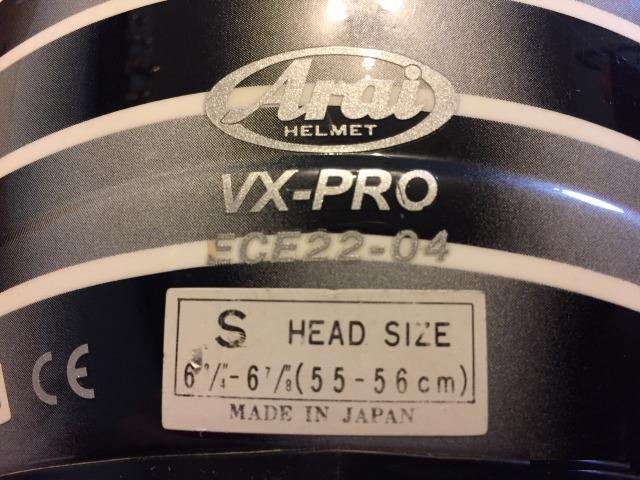 Arai
HELMET
VX-PRO
ECE22-04
S HEAD SIZE
6 3/4-6 7/8 (55-56cm)
MADE IN JAPAN
CE